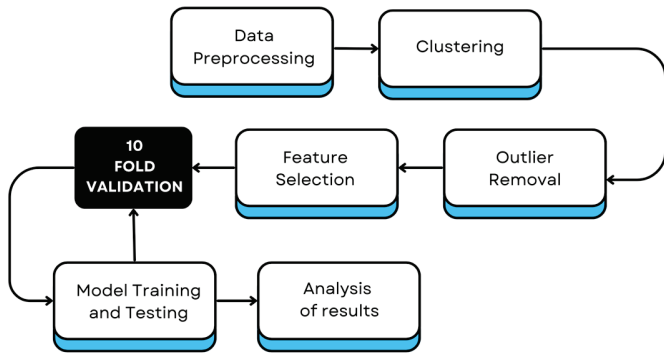 Data
Preprocessing
Clustering
Outlier
Removal
Feature
Selection
10
FOLD
VALIDATION
Model Training
and Testing
Analysis
of results